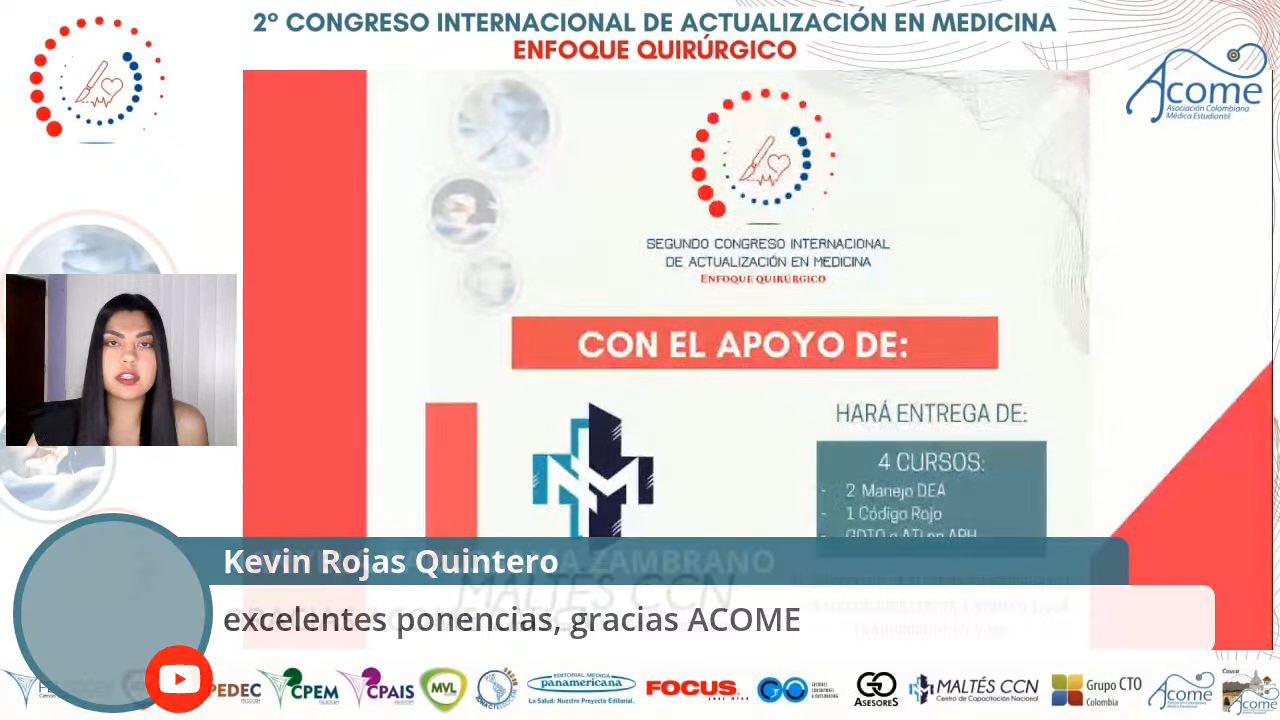 2° CONGRESO INTERNACIONAL DE ACTUALIZACIÓN EN MEDICINA
ENFOQUE QUIRÚRGICO
Acome
Asociación Colombiana
Médica Estudiantil
SEGUNDO CONGRESO INTERNACIONAL
DE ACTUALIZACIÓN EN MEDICINA
ENFOQUE QUIRÚRGICO
CON EL APOYO DE:
HARÁ ENTREGA DE:
4 CURSOS:
- 2 Manejo DEA
- 1 Código Rojo
ZAMBRANO
Kevin Rojas Quintero
MALTÉS CCN
excelentes ponencias, gracias ACOME
PEDEC
CPEM
CPAIS
MVL
EDITORIAL MEDICA
panamericana
La Salud: Nuestro Proyecto Editorial.
FOCUS
GO
GO
ASESORES
MALTÉS CCN
Centro de Capacitación Nacional
Grupo CTO
Colombia
Acome
Cauca
Acome